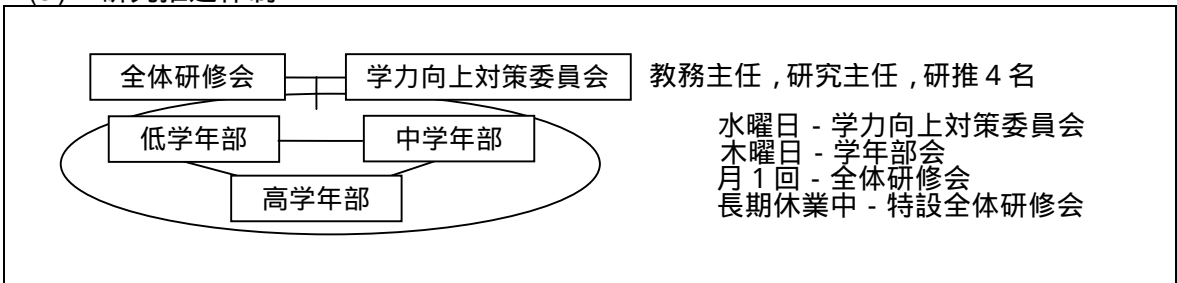 全体研修会 学力向上対策委員会 教務主任,研究主任,研推4名
低学年部 中学年部
高学年部
水曜日-学力向上対策委員会
木曜日-学年部会
月1回-全体研修会
長期休業中-特設全体研修会